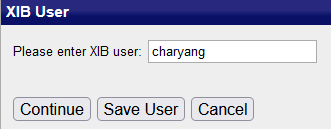 XIB User
Please enter XIB user: charyang
Continue Save User Cancel